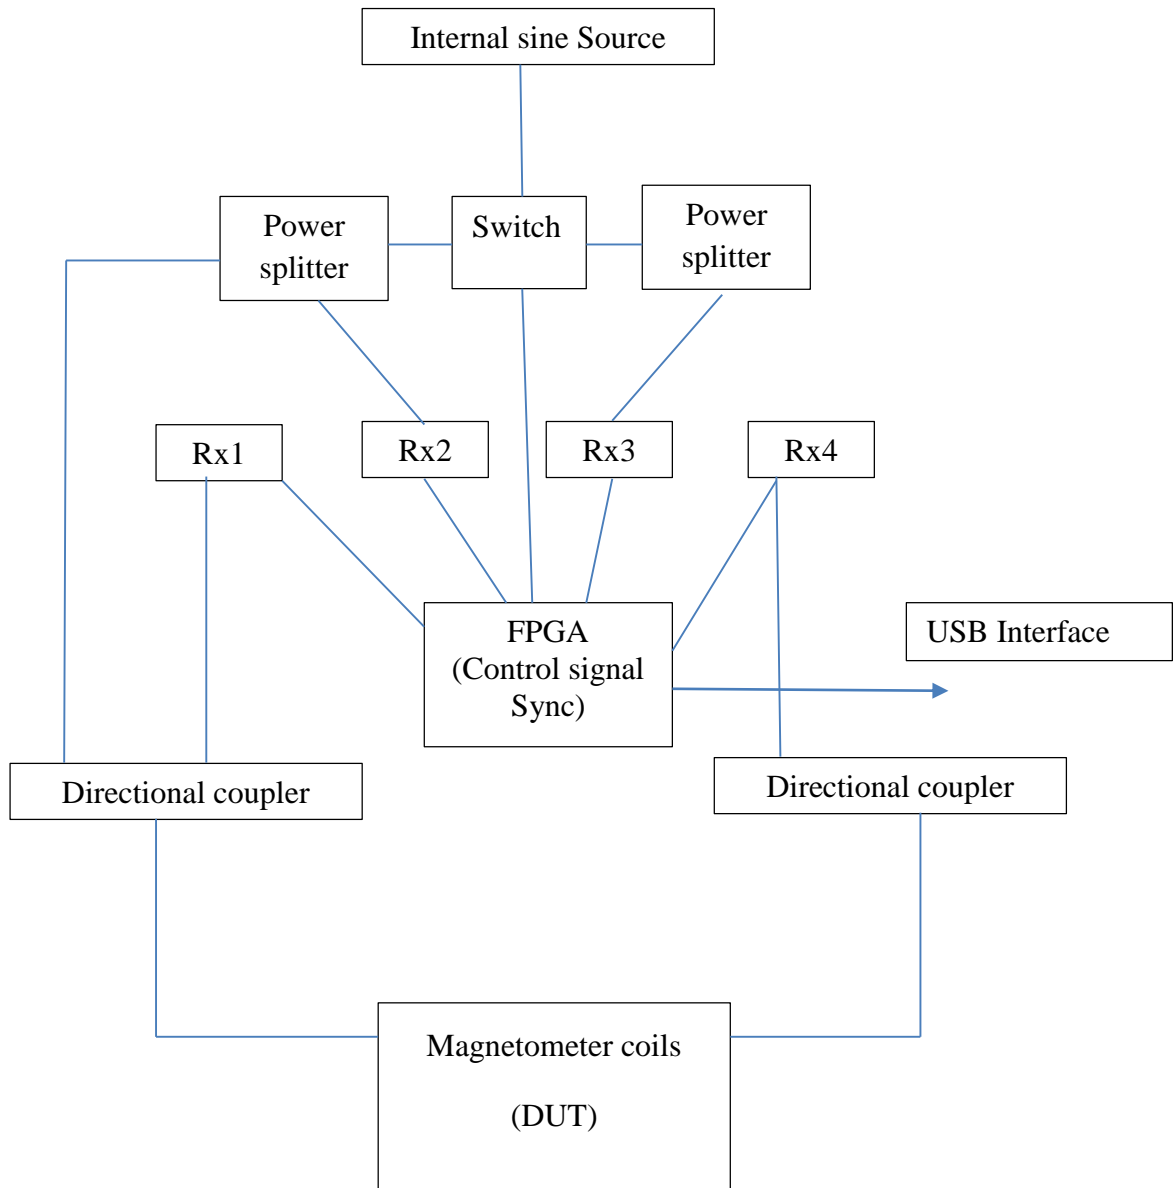 Internal sine Source
Power
splitter
Switch
Power
splitter
Rx1
Rx2
Rx3
Rx4
FPGA
(Control signal
Sync)
USB Interface
Directional coupler
Directional coupler
Magnetometer coils
(DUT)